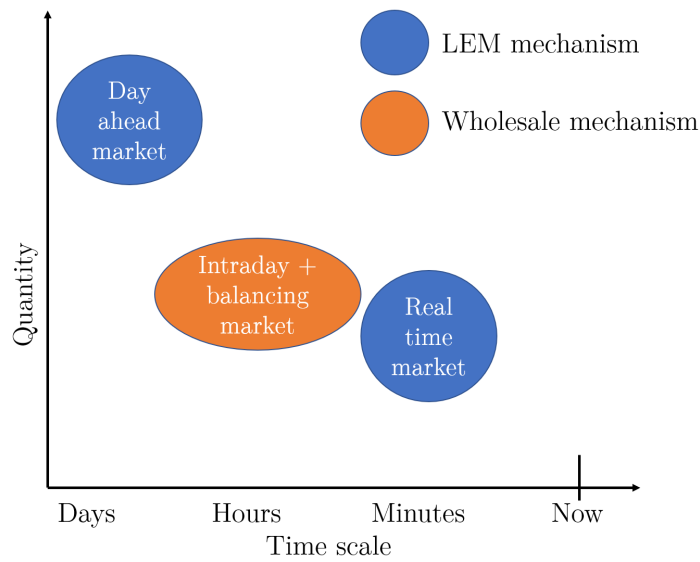 LEM mechanism
Wholesale mechanism
Day
ahead
market
Intraday +
balancing
market
Real
time
market
Quantity
Days
Hours
Minutes
Now
Time scale